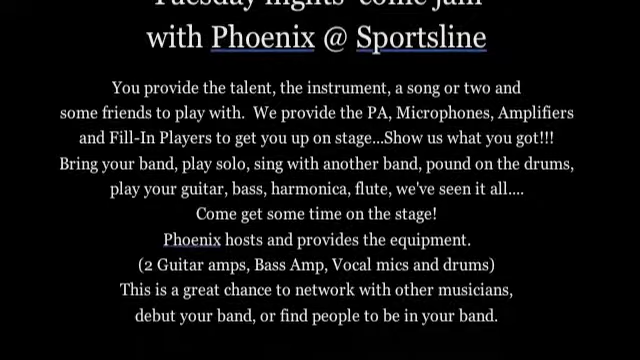 Tuesday nights come jam
with Phoenix @ Sportsline
You provide the talent, the instrument, a song or two and
some friends to play with. We provide the PA, Microphones, Amplifiers
and Fill-In Players to get you up on stage...Show us what you got!!!
Bring your band, play solo, sing with another band, pound on the drums,
play your guitar, bass, harmonica, flute, we've seen it all....
Come get some time on the stage!
Phoenix hosts and provides the equipment.
(2 Guitar amps, Bass Amp, Vocal mics and drums)
This is a great chance to network with other musicians,
debut your band, or find people to be in your band.